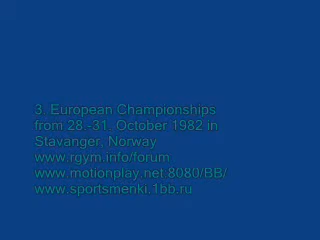 3. European Championships
from 28.-31. October 1982 in
Stavanger, Norway
www.rgym.info/forum
www.motionplay.net:8080/BB/
www.sportsmenki.1bb.ru